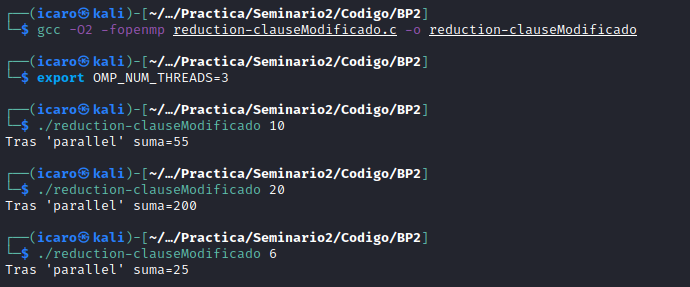 ┌──(icaro㉿kali)-[~/…/Practica/Seminario2/Codigo/BP2]
└─$ gcc -O2 -fopenmp reduction-clauseModificado.c -o reduction-clauseModificado
┌──(icaro㉿kali)-[~/…/Practica/Seminario2/Codigo/BP2]
└─$ export OMP_NUM_THREADS=3
┌──(icaro㉿kali)-[~/…/Practica/Seminario2/Codigo/BP2]
└─$ ./reduction-clauseModificado 10
Tras 'parallel' suma=55
┌──(icaro㉿kali)-[~/…/Practica/Seminario2/Codigo/BP2]
└─$ ./reduction-clauseModificado 20
Tras 'parallel' suma=200
┌──(icaro㉿kali)-[~/…/Practica/Seminario2/Codigo/BP2]
└─$ ./reduction-clauseModificado 6
Tras 'parallel' suma=25